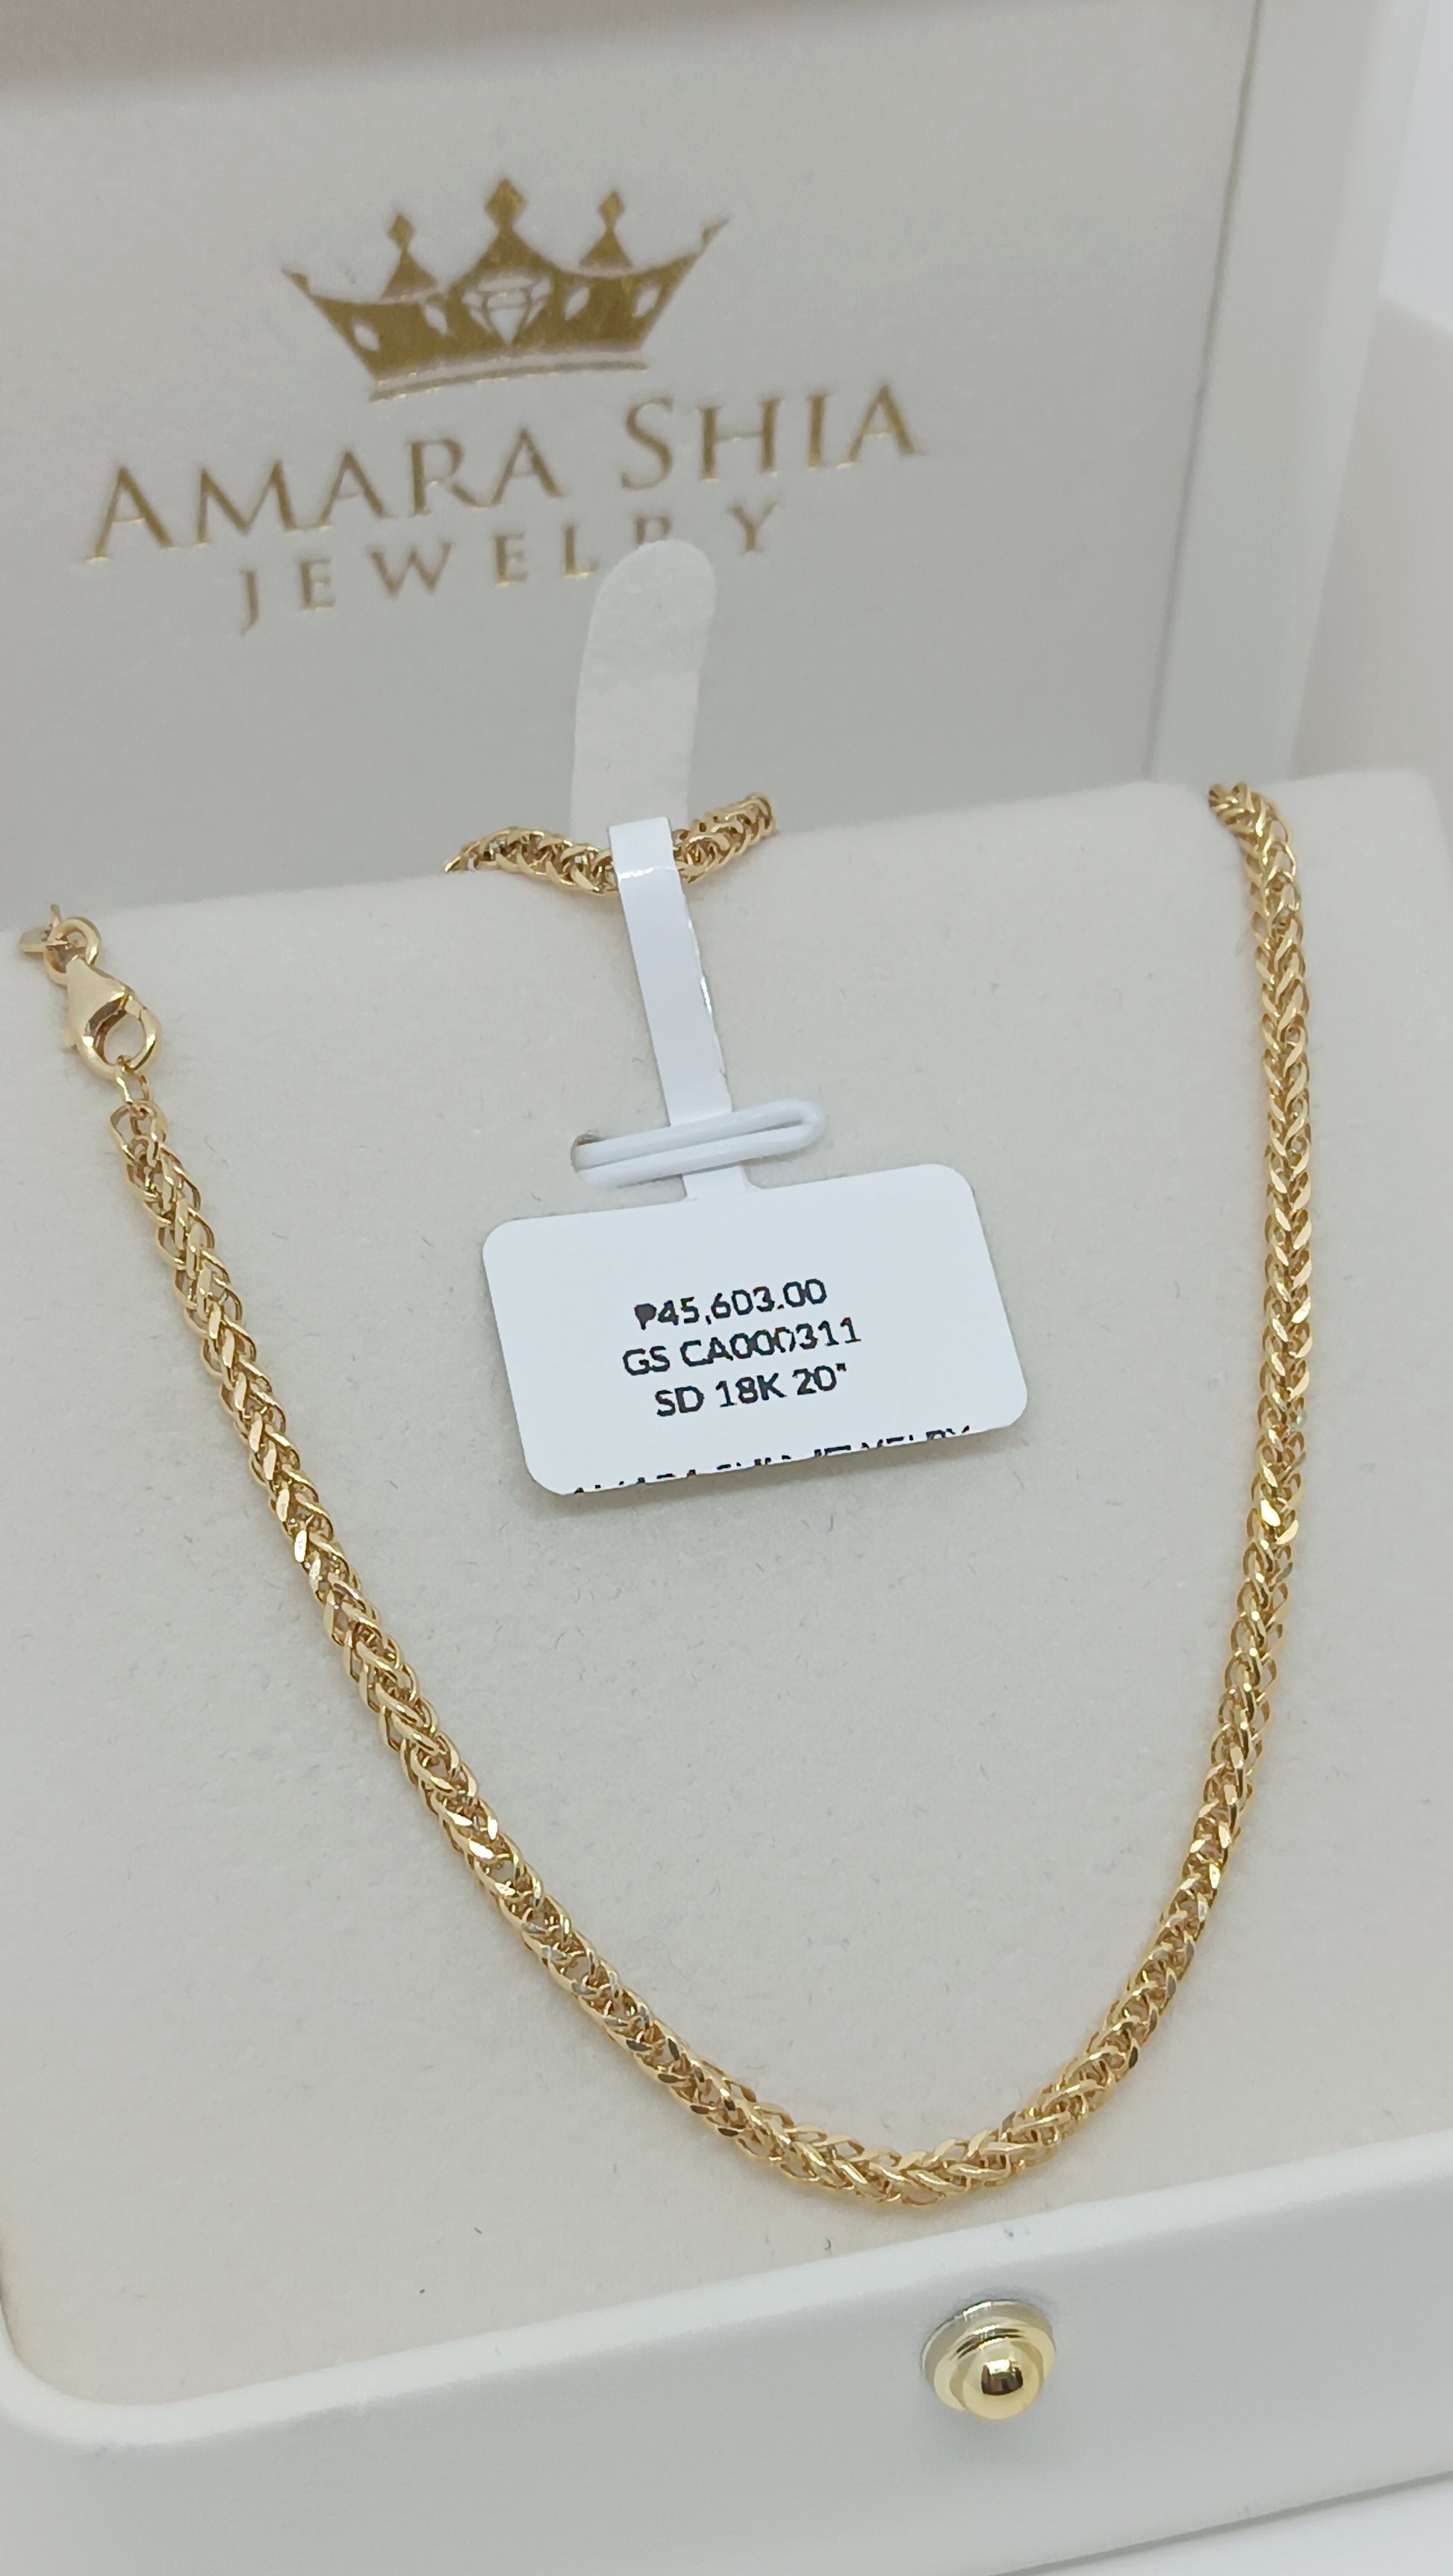 AMARA SHIA
JEWELRY
₱45,603.00
GS CA000311
SD 18K 20"